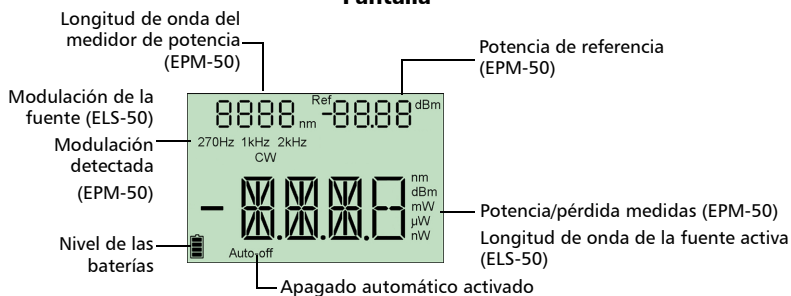 Pantalla
Longitud de onda del
medidor de potencia
(EPM-50)
Potencia de referencia
(EPM-50)
Modulación de la
fuente (ELS-50)
Modulación
detectada
(EPM-50)
8888 nm Ref -88.88 dBm
270Hz 1kHz 2kHz
CW
nm
dBm
mW
µW
nW
Potencia/pérdida medidas (EPM-50)
Longitud de onda de la fuente activa
(ELS-50)
Nivel de las
baterías
Auto-off
Apagado automático activado